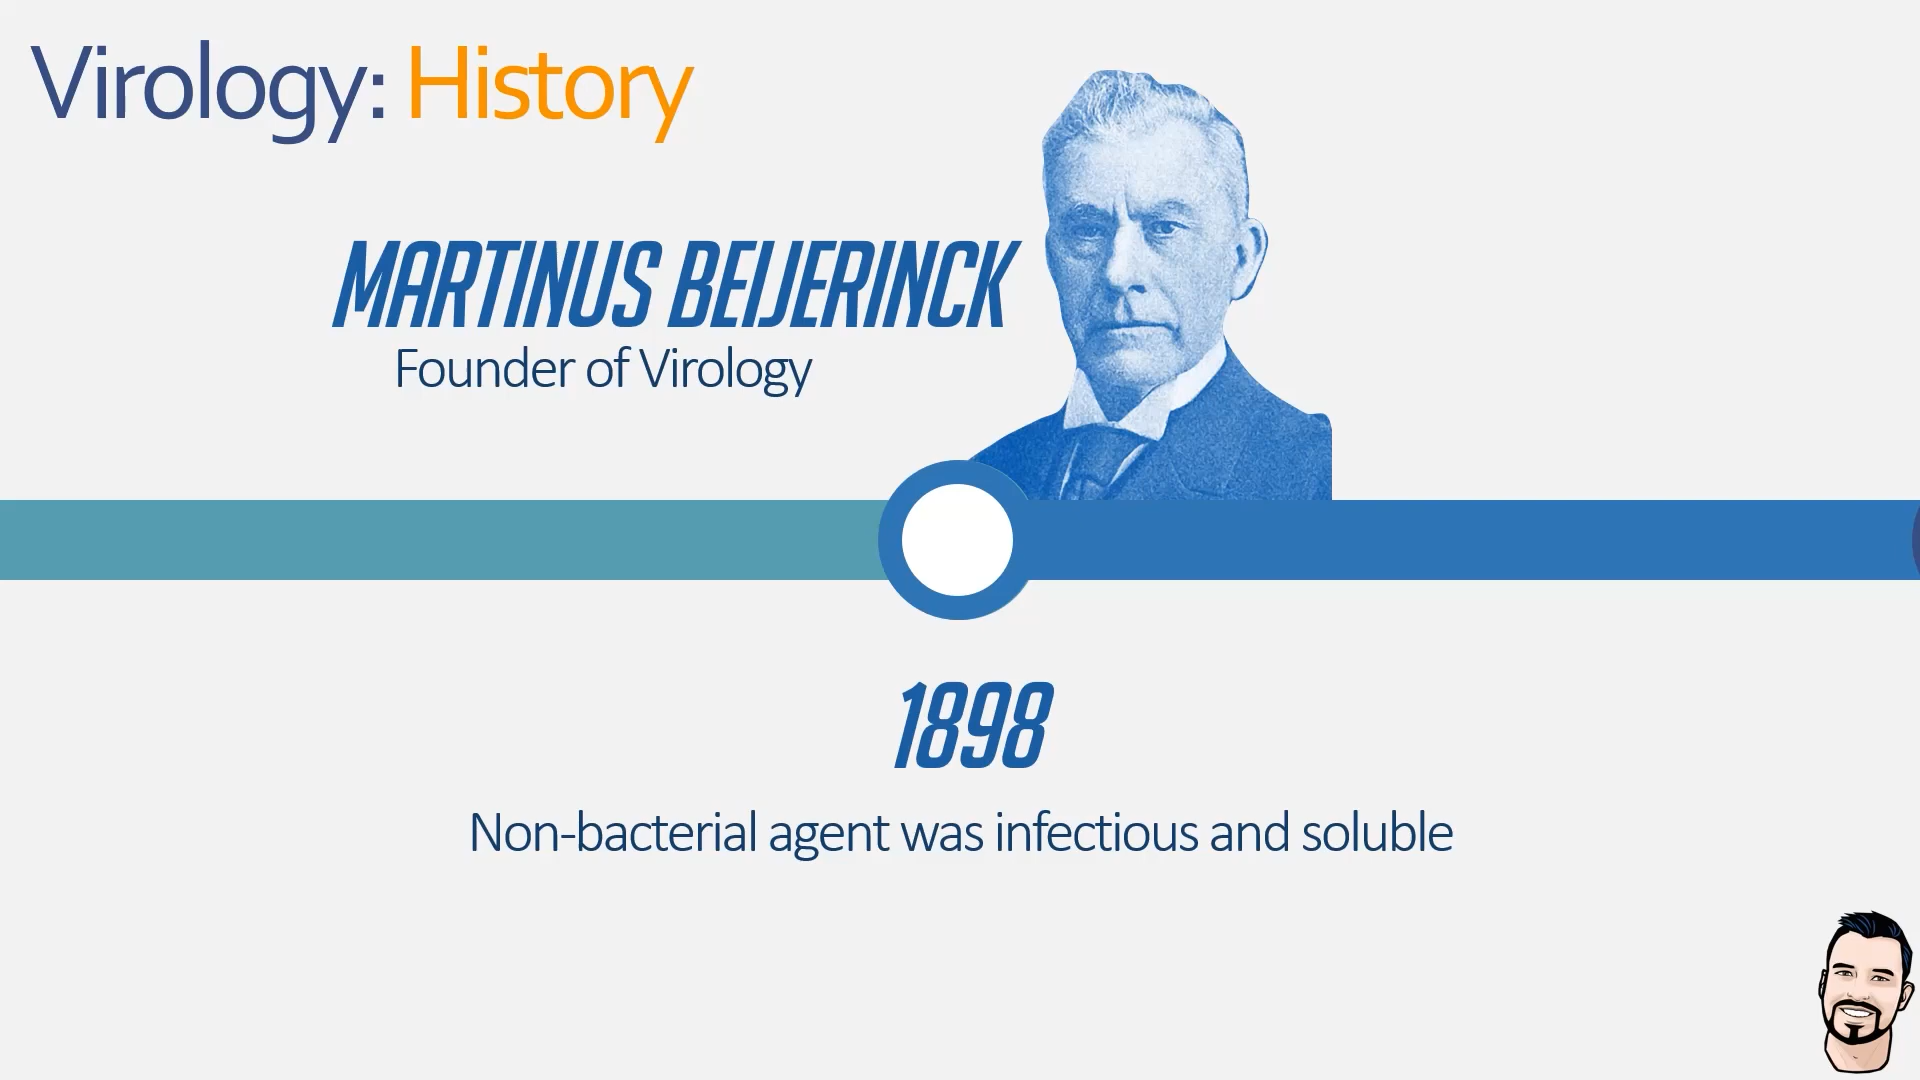 Virology: History
MARTINUS BEIJERINCK
Founder of Virology
1898
Non-bacterial agent was infectious and soluble